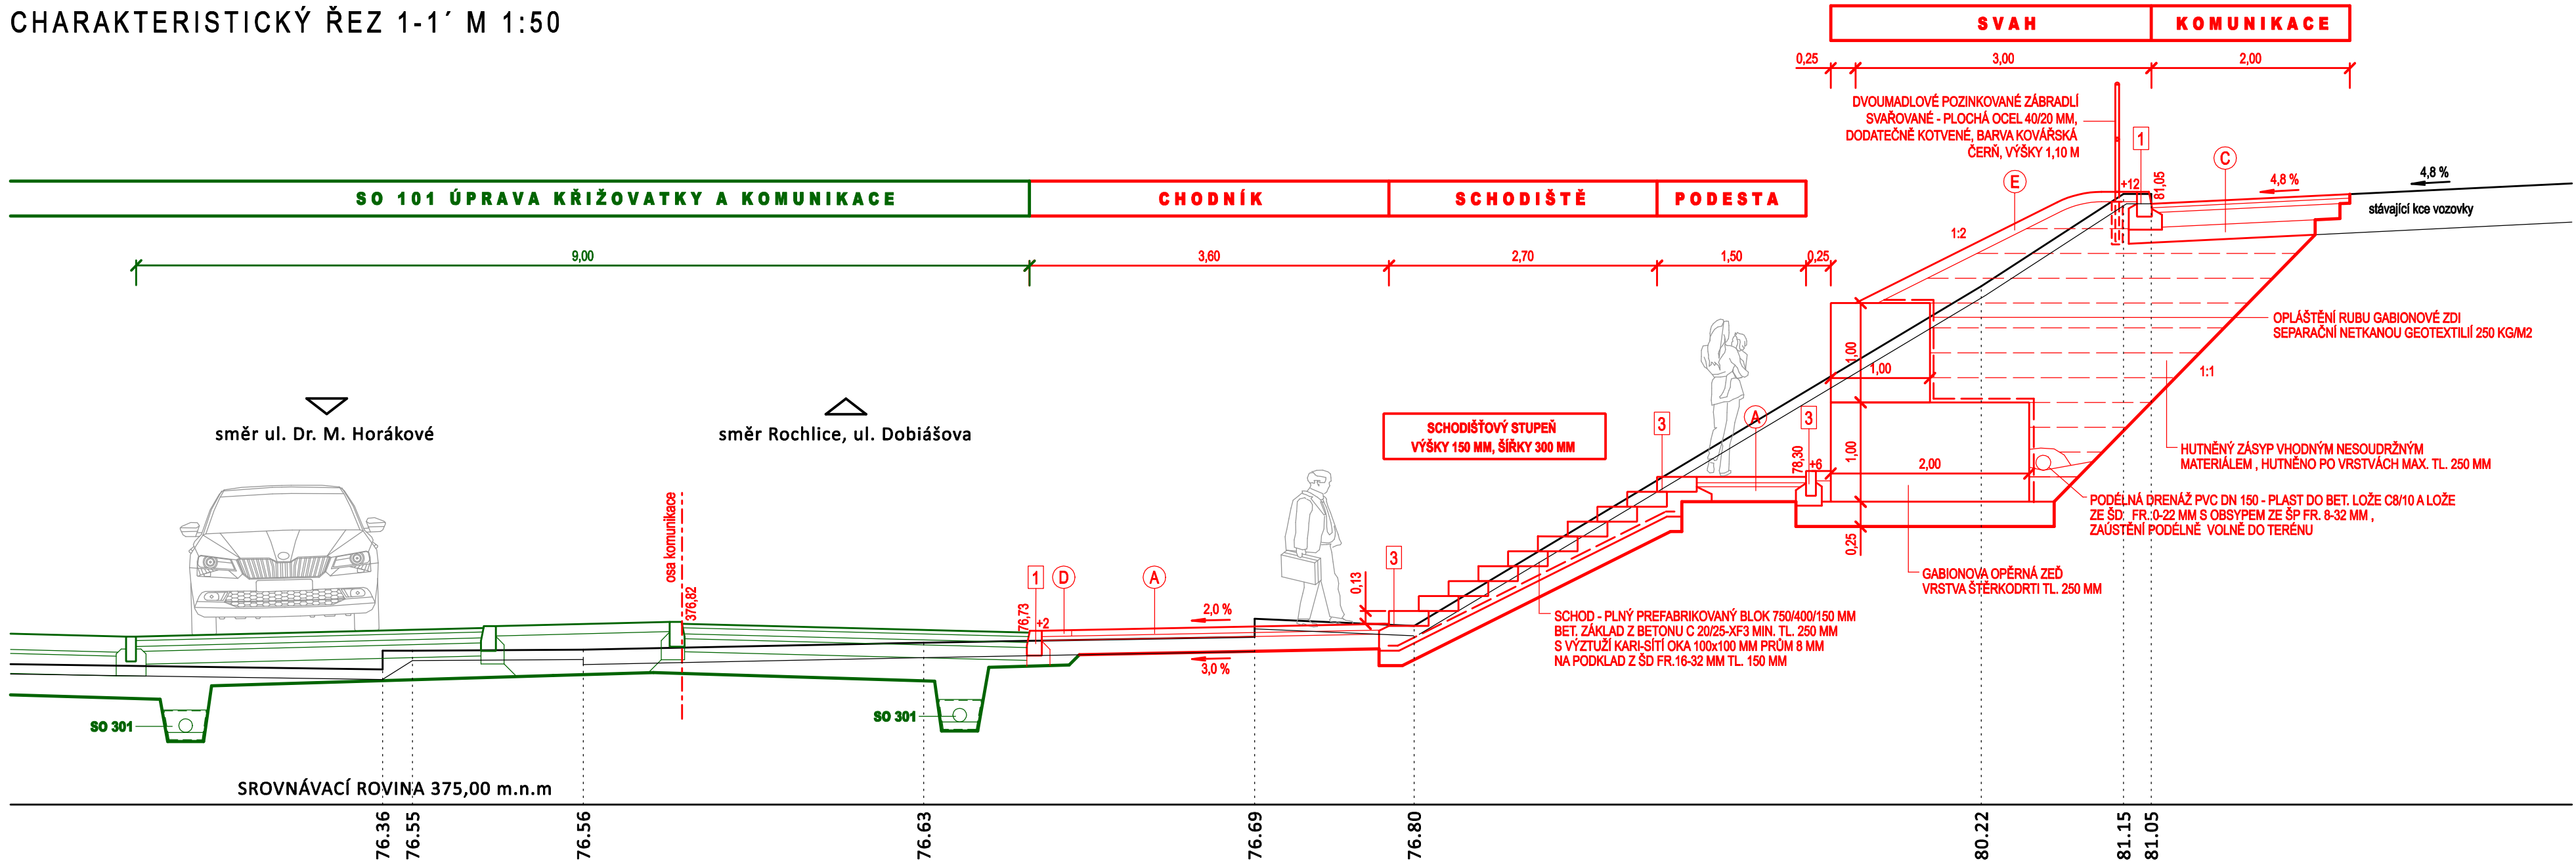 CHARAKTERISTICKÝ ŘEZ 1-1´ M 1:50
SVAH
KOMUNIKACE
0,25
3,00
2,00
DVOUMADLOVÉ POZINKOVANÉ ZÁBRADLÍ
SVAŘOVANÉ - PLOCHÁ OCEL 40/20 MM,
DODATEČNĚ KOTVENÉ, BARVA KOVÁŘSKÁ
ČERŇ, VÝŠKY 1,10 M
1
C
E
+12
81,05
4,8 %
4,8 %
stávající kce vozovky
1:2
SO 101 ÚPRAVA KŘIŽOVATKY A KOMUNIKACE
CHODNÍK
SCHODIŠTĚ
PODESTA
9,00
3,60
2,70
1,50
0,25
OPLÁŠTĚNÍ RUBU GABIONOVÉ ZDI
SEPARAČNÍ NETKANOU GEOTEXTILIÍ 250 KG/M2
1,00
1,00
1:1
směr ul. Dr. M. Horákové
směr Rochlice, ul. Dobiášova
SCHODIŠŤOVÝ STUPEŇ
VÝŠKY 150 MM, ŠÍŘKY 300 MM
3
A
3
78,30
+6
1,00
2,00
0,25
HUTNĚNÝ ZÁSYP VHODNÝM NESOUDRŽNÝM
MATERIÁLEM , HUTNĚNO PO VRSTVÁCH MAX. TL. 250 MM
PODÉLNÁ DRENÁŽ PVC DN 150 - PLAST DO BET. LOŽE C8/10 A LOŽE
ZE ŠD FR. 0-22 MM S OBSYPEM ZE ŠP FR. 8-32 MM ,
ZAÚSTĚNÍ PODÉLNĚ VOLNĚ DO TERÉNU
GABIONOVA OPĚRNÁ ZEĎ
VRSTVA ŠTĚRKODRTI TL. 250 MM
osa komunikace
376,82
76,73
1
+2
D
A
2,0 %
3,0 %
0,13
3
SCHOD - PLNÝ PREFABRIKOVANÝ BLOK 750/400/150 MM
BET. ZÁKLAD Z BETONU C 20/25-XF3 MIN. TL. 250 MM
S VÝZTUŽÍ KARI-SÍTÍ OKA 100x100 MM PRŮM 8 MM
NA PODKLAD Z ŠD FR.16-32 MM TL. 150 MM
SO 301
SO 301
SROVNÁVACÍ ROVINA 375,00 m.n.m
76.36
76.55
76.56
76.63
76.69
76.80
80.22
81.15
81.05